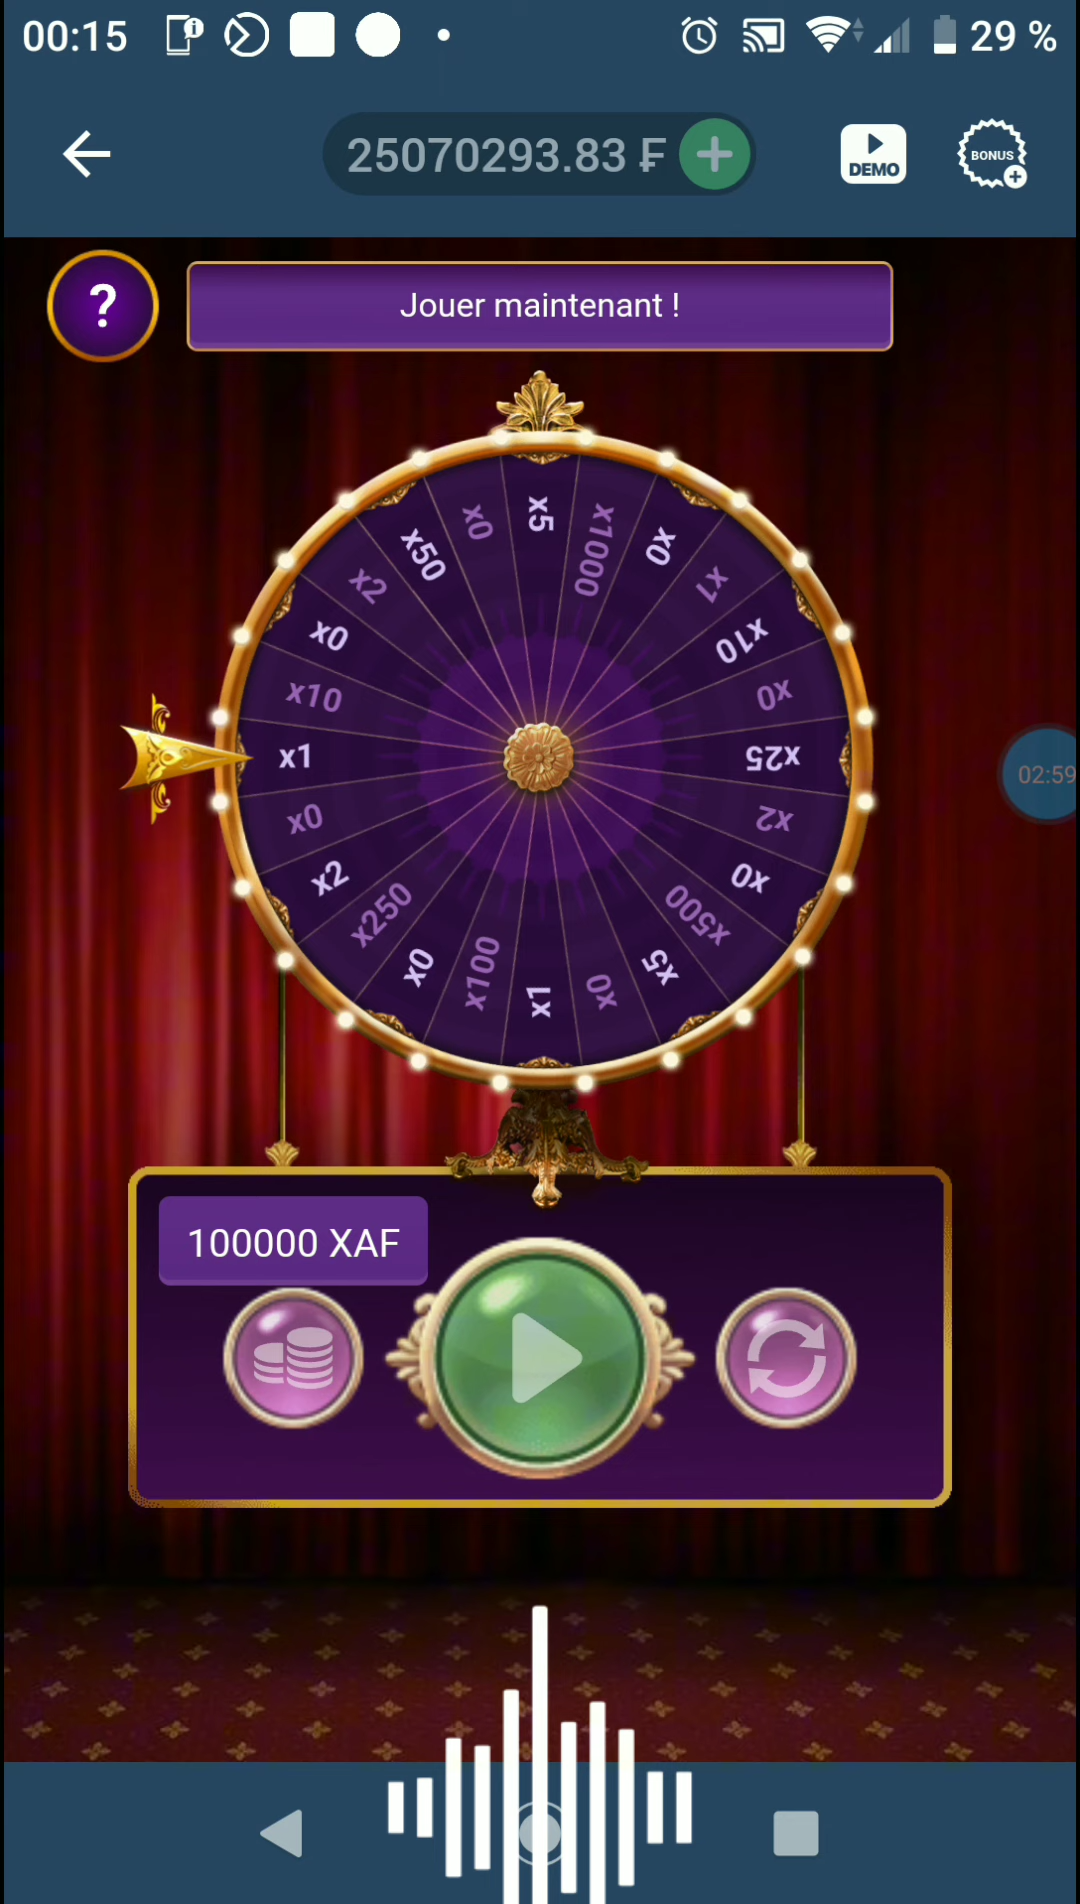 00:15
29 %
25070293.83 ₣
DEMO
BONUS
?
Jouer maintenant !
x5
x1000
x0
x1
x10
x0
x25
x2
x0
x500
x5
x0
x1
x100
x0
x250
x2
x0
x1
x10
x0
x2
x50
x0
02:59
100000 XAF